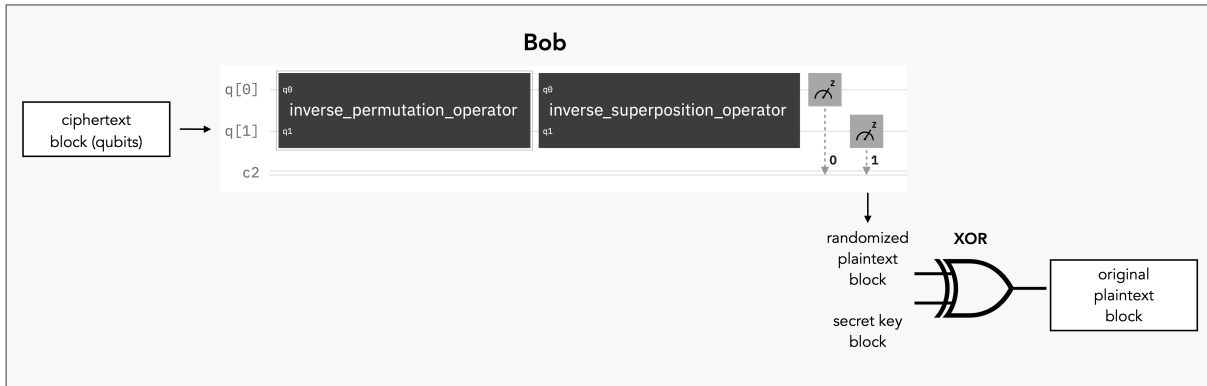 Bob
ciphertext
block (qubits)
q[0]
q[1]
c2
q0
inverse_permutation_operator
q1
q0
inverse_superposition_operator
q1
z
z
0
1
randomized
plaintext
block
XOR
secret key
block
original
plaintext
block